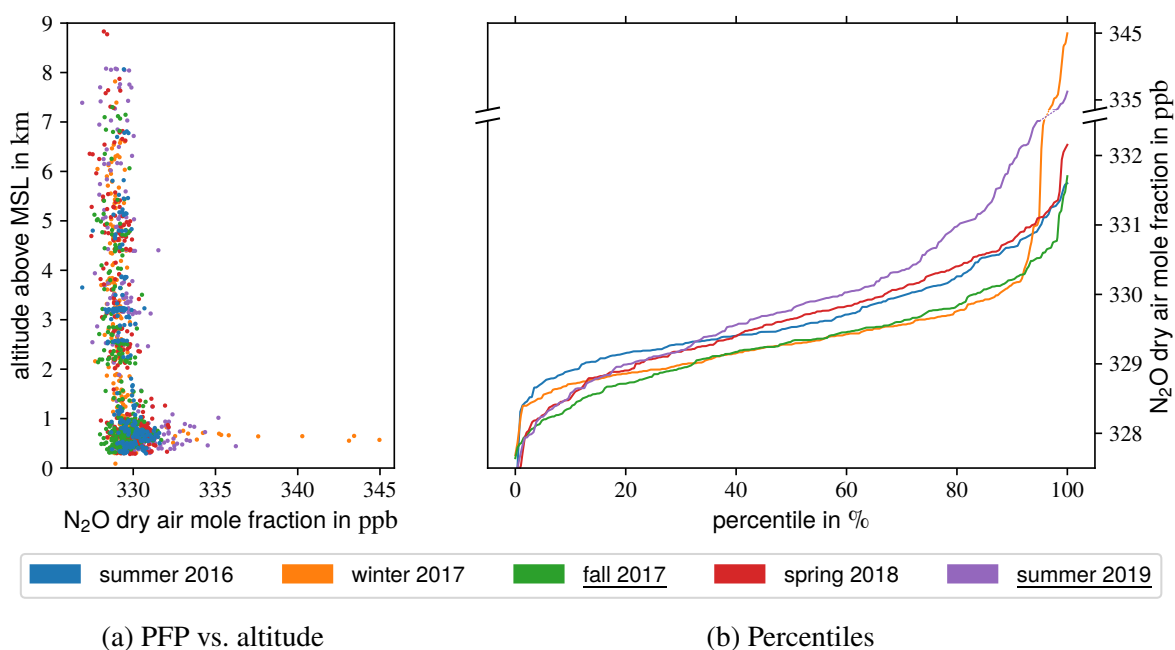 9
8
7
6
5
4
3
2
1
0
altitude above MSL in km
330 335 340 345
N₂O dry air mole fraction in ppb
345
335
332
331
330
329
328
N₂O dry air mole fraction in ppb
0 20 40 60 80 100
percentile in %
summer 2016 winter 2017 fall 2017 spring 2018 summer 2019
(a) PFP vs. altitude (b) Percentiles